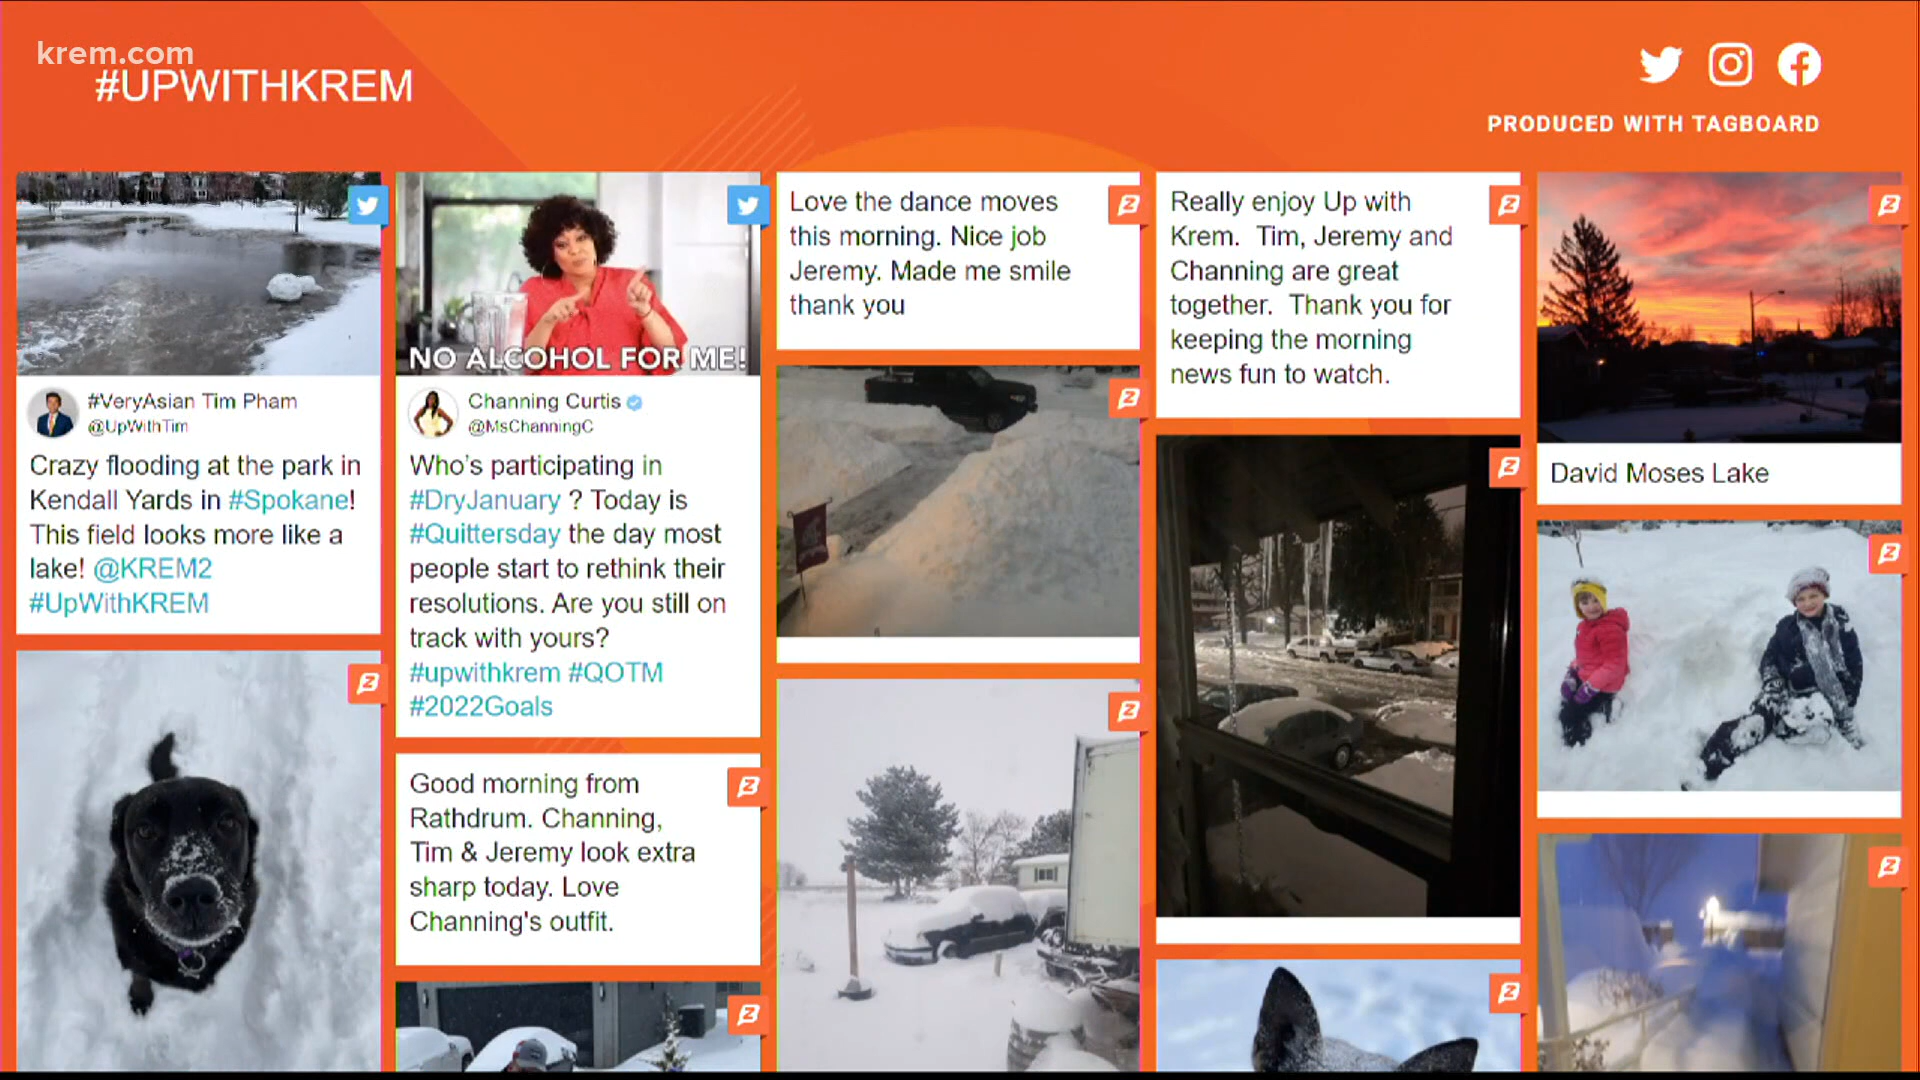 krem.com
#UPWITHKREM
PRODUCED WITH TAGBOARD
NO ALCOHOL FOR ME!
#VeryAsian Tim Pham
@UpWithTim
Crazy flooding at the park in
Kendall Yards in #Spokane!
This field looks more like a
lake! @KREM2
#UpWithKREM
Channing Curtis
@MsChanningC
Who's participating in
#DryJanuary ? Today is
#Quittersday the day most
people start to rethink their
resolutions. Are you still on
track with yours?
#upwithkrem #QOTM
#2022Goals
Good morning from
Rathdrum. Channing,
Tim & Jeremy look extra
sharp today. Love
Channing's outfit.
Love the dance moves
this morning. Nice job
Jeremy. Made me smile
thank you
Really enjoy Up with
Krem.  Tim, Jeremy and
Channing are great
together.  Thank you for
keeping the morning
news fun to watch.
David Moses Lake